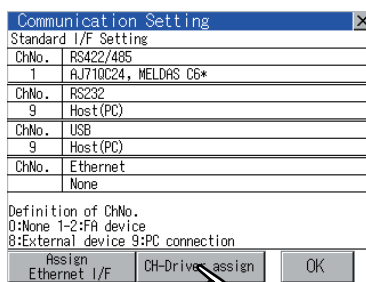 Communication Setting
Standard I/F Setting
ChNo. RS422/485
1 AJ71QC24, MELDAS C6*
ChNo. RS232
9 Host(PC)
ChNo. USB
9 Host(PC)
ChNo. Ethernet
None
Definition of ChNo.
0:None 1-2:FA device
8:External device 9:PC connection
Assign
Ethernet I/F
CH-Driver assign
OK